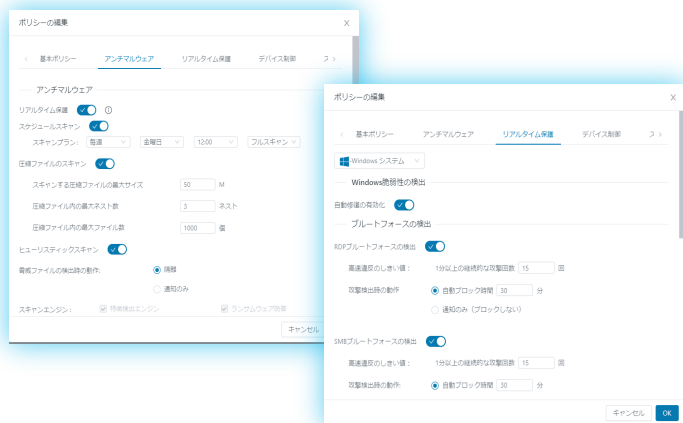 ポリシーの編集
X
基本ポリシー アンチマルウェア リアルタイム保護 デバイス制御 ス
アンチマルウェア
リアルタイム保護
スケジュールスキャン
スキャンプラン： 毎週 金曜日 12:00 フルスキャン
圧縮ファイルのスキャン
スキャンする圧縮ファイルの最大サイズ 50 M
圧縮ファイル内の最大ネスト数 3 ネスト
圧縮ファイル内の最大ファイル数 1000 個
ヒューリスティックスキャン
脅威ファイルの検出時の動作: 隔離
通知のみ
スキャンエンジン： 特徴検出エンジン ランサムウェア防御
キャンセル
ポリシーの編集
X
基本ポリシー アンチマルウェア リアルタイム保護 デバイス制御 ス
Windows システム
Windows脆弱性の検出
自動修復の有効化
ブルートフォースの検出
RDPブルートフォースの検出
高速違反のしきい値： 1分以上の継続的な攻撃回数 15 回
攻撃検出時の動作 自動ブロック時間 30 分
通知のみ（ブロックしない）
SMBブルートフォースの検出
高速違反のしきい値： 1分以上の継続的な攻撃回数 15 回
攻撃検出時の動作: 自動ブロック時間 30 分
キャンセル OK